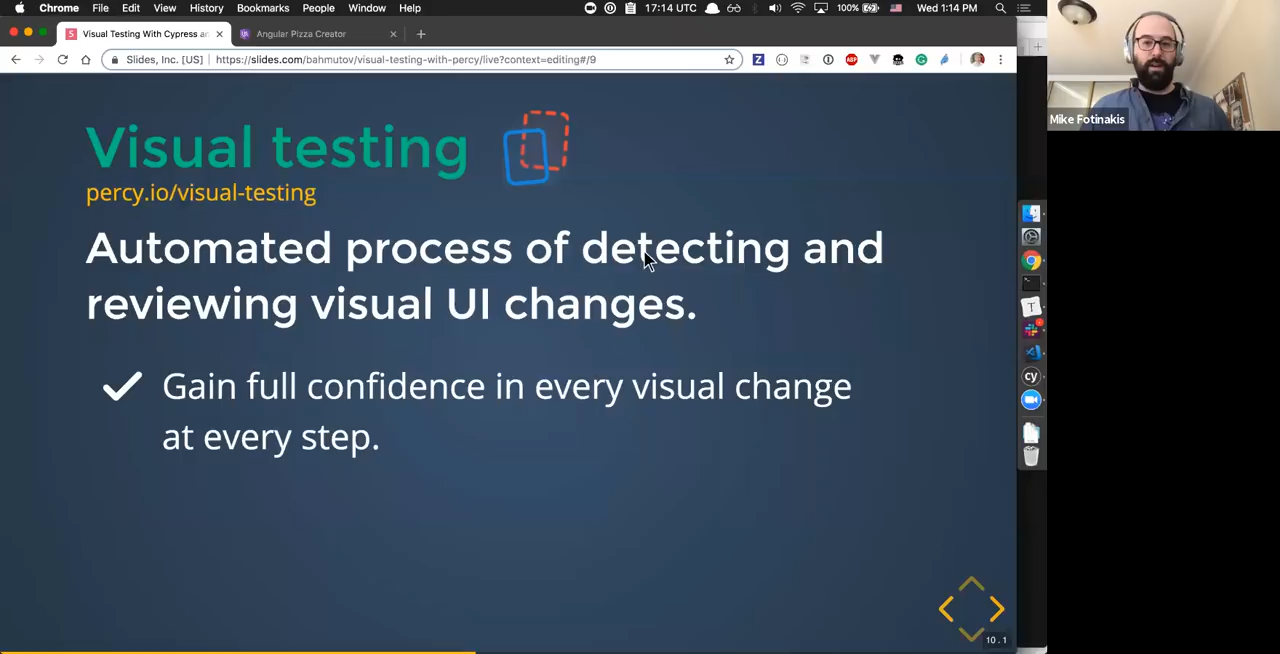 Chrome File Edit View History Bookmarks People Window Help 17:14 UTC 100% Wed 1:14 PM
Visual Testing With Cypress an
Angular Pizza Creator
Slides, Inc. [US] | https://slides.com/bahmutov/visual-testing-with-percy/live?context=editing#/9
Z
ABP
Mike Fotinakis
Visual testing
percy.io/visual-testing
Automated process of detecting and
reviewing visual UI changes.
Gain full confidence in every visual change
at every step.
T
cy
10.1